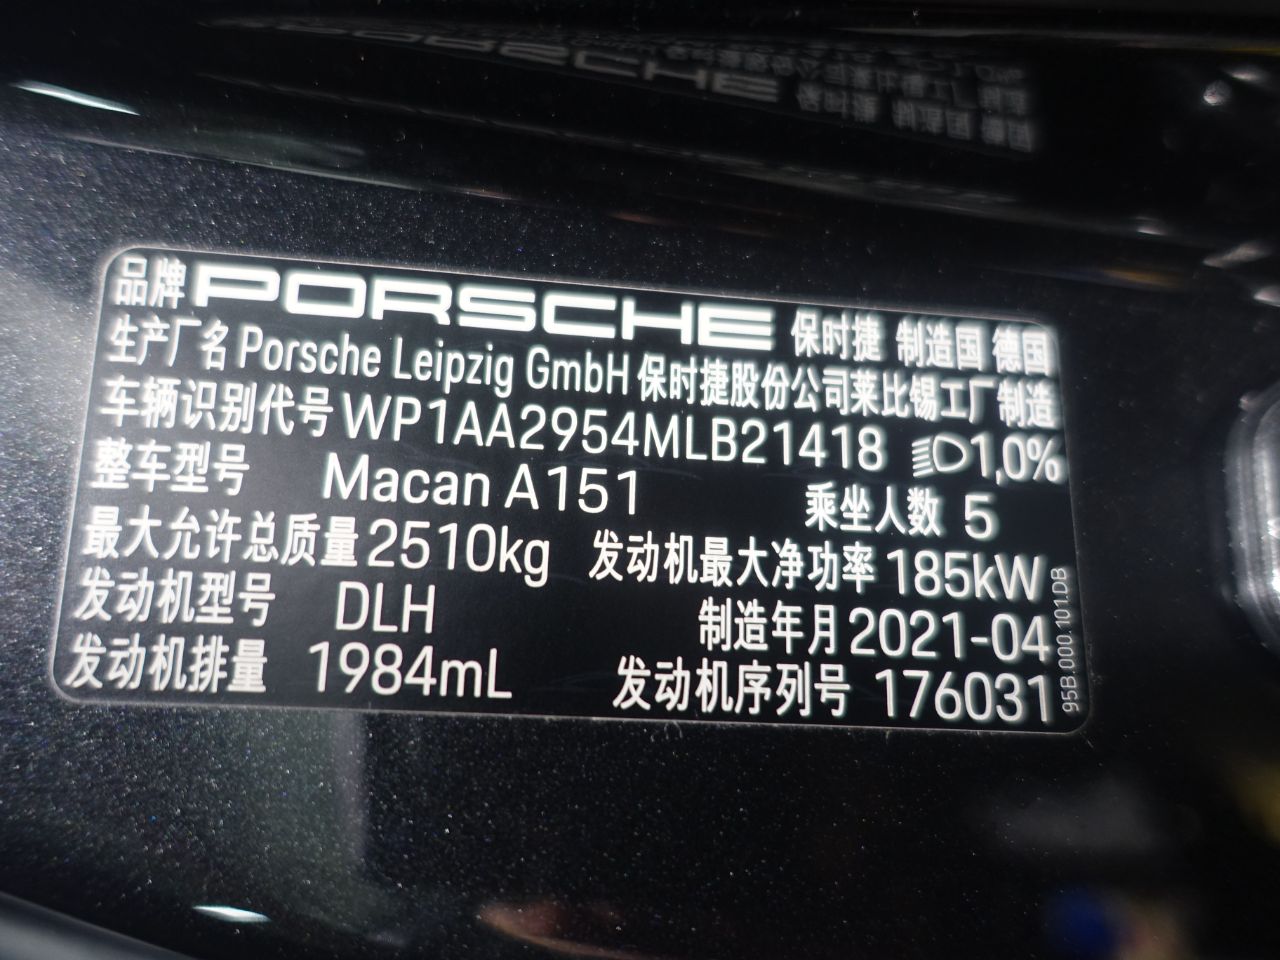 品牌 PORSCHE 保时捷 制造国 德国
生产厂名 Porsche Leipzig GmbH 保时捷股份公司莱比锡工厂制造
车辆识别代号 WP1AA2954MLB21418 1,0%
整车型号 Macan A151 乘坐人数 5
最大允许总质量 2510kg 发动机最大净功率 185kW
发动机型号 DLH 制造年月 2021-04
发动机排量 1984mL 发动机序列号 176031
95B.000.101.DB